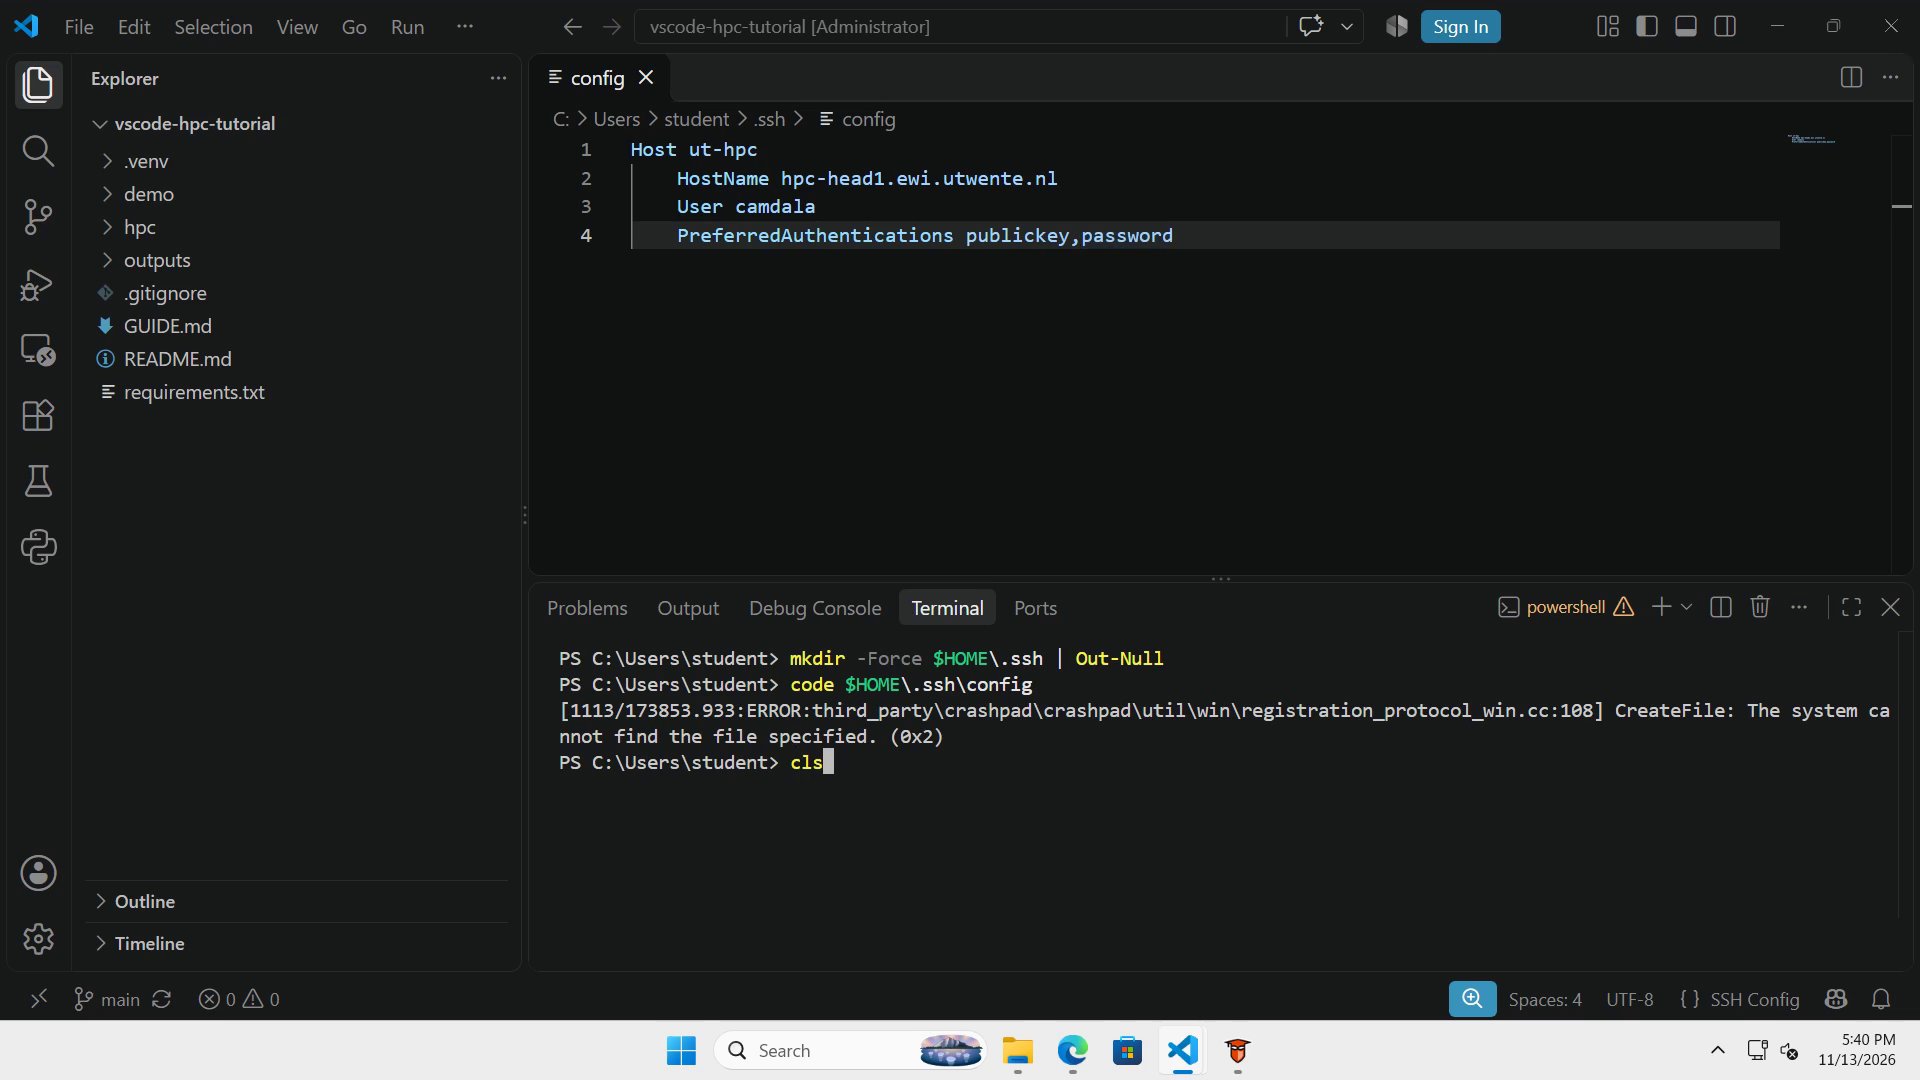 File Edit Selection View Go Run
vscode-hpc-tutorial [Administrator]
Sign In
Explorer
vscode-hpc-tutorial
.venv
demo
hpc
outputs
.gitignore
GUIDE.md
README.md
requirements.txt
Outline
Timeline
config
C: Users student .ssh config
1 Host ut-hpc
2 HostName hpc-head1.ewi.utwente.nl
3 User camdala
4 PreferredAuthentications publickey,password
Problems Output Debug Console Terminal Ports
powershell
PS C:\Users\student> mkdir -Force $HOME\.ssh | Out-Null
PS C:\Users\student> code $HOME\.ssh\config
[1113/173853.933:ERROR:third_party\crashpad\crashpad\util\win\registration_protocol_win.cc:108] CreateFile: The system ca
nnot find the file specified. (0x2)
PS C:\Users\student> cls
main 0 0
Spaces: 4 UTF-8 {} SSH Config
Search
5:40 PM
11/13/2026